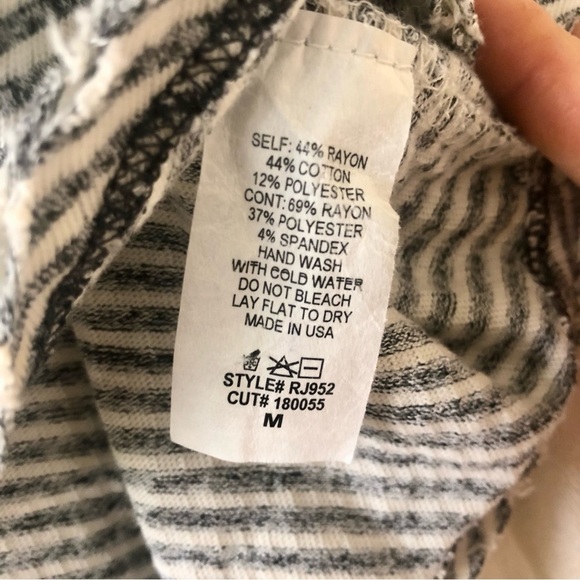 SELF: 44% RAYON
44% COTTON
12% POLYESTER
CONT: 69% RAYON
37% POLYESTER
4% SPANDEX
HAND WASH
WITH COLD WATER
DO NOT BLEACH
LAY FLAT TO DRY
MADE IN USA
STYLE# RJ952
CUT# 180055
M